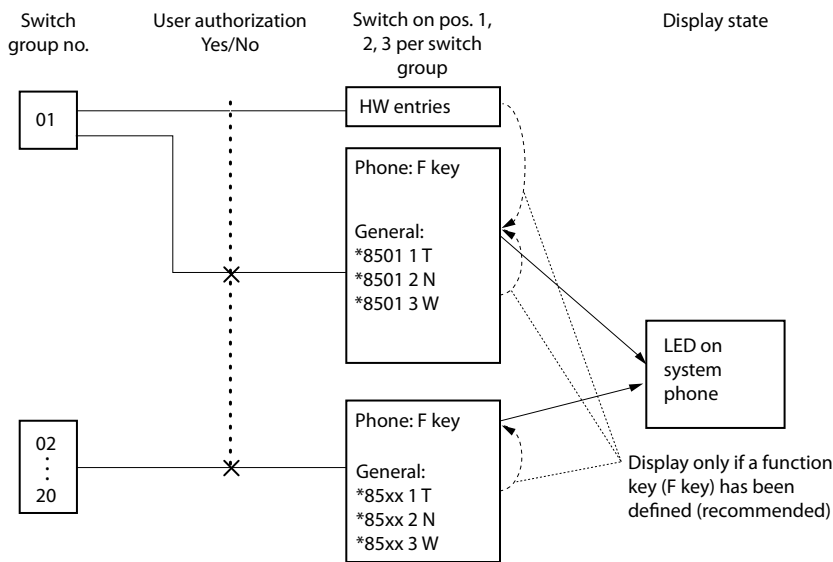 Switch
group no.
User authorization
Yes/No
Switch on pos. 1,
2, 3 per switch
group
Display state
01
HW entries
Phone: F key
General:
*8501 1 T
*8501 2 N
*8501 3 W
LED on
system
phone
02
20
Phone: F key
General:
*85xx 1 T
*85xx 2 N
*85xx 3 W
Display only if a function
key (F key) has been
defined (recommended)